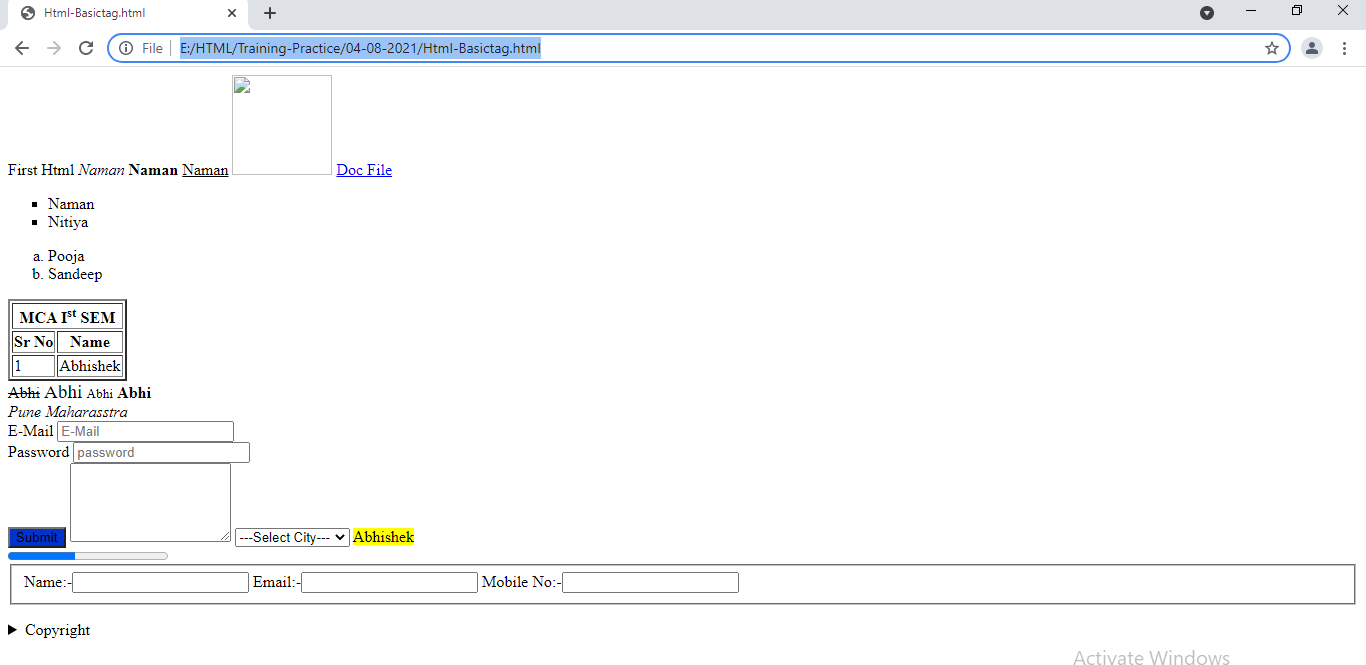 Html-Basictag.html
File E:/HTML/Training-Practice/04-08-2021/Html-Basictag.html
First Html Naman Naman Naman Doc File
Naman
Nitiya
a. Pooja
b. Sandeep
MCA Ist SEM
Sr No Name
1 Abhishek
Abhi Abhi Abhi Abhi
Pune Maharasstra
E-Mail E-Mail
Password password
Submit ---Select City--- Abhishek
Name:- Email:- Mobile No:-
Copyright
Activate Windows